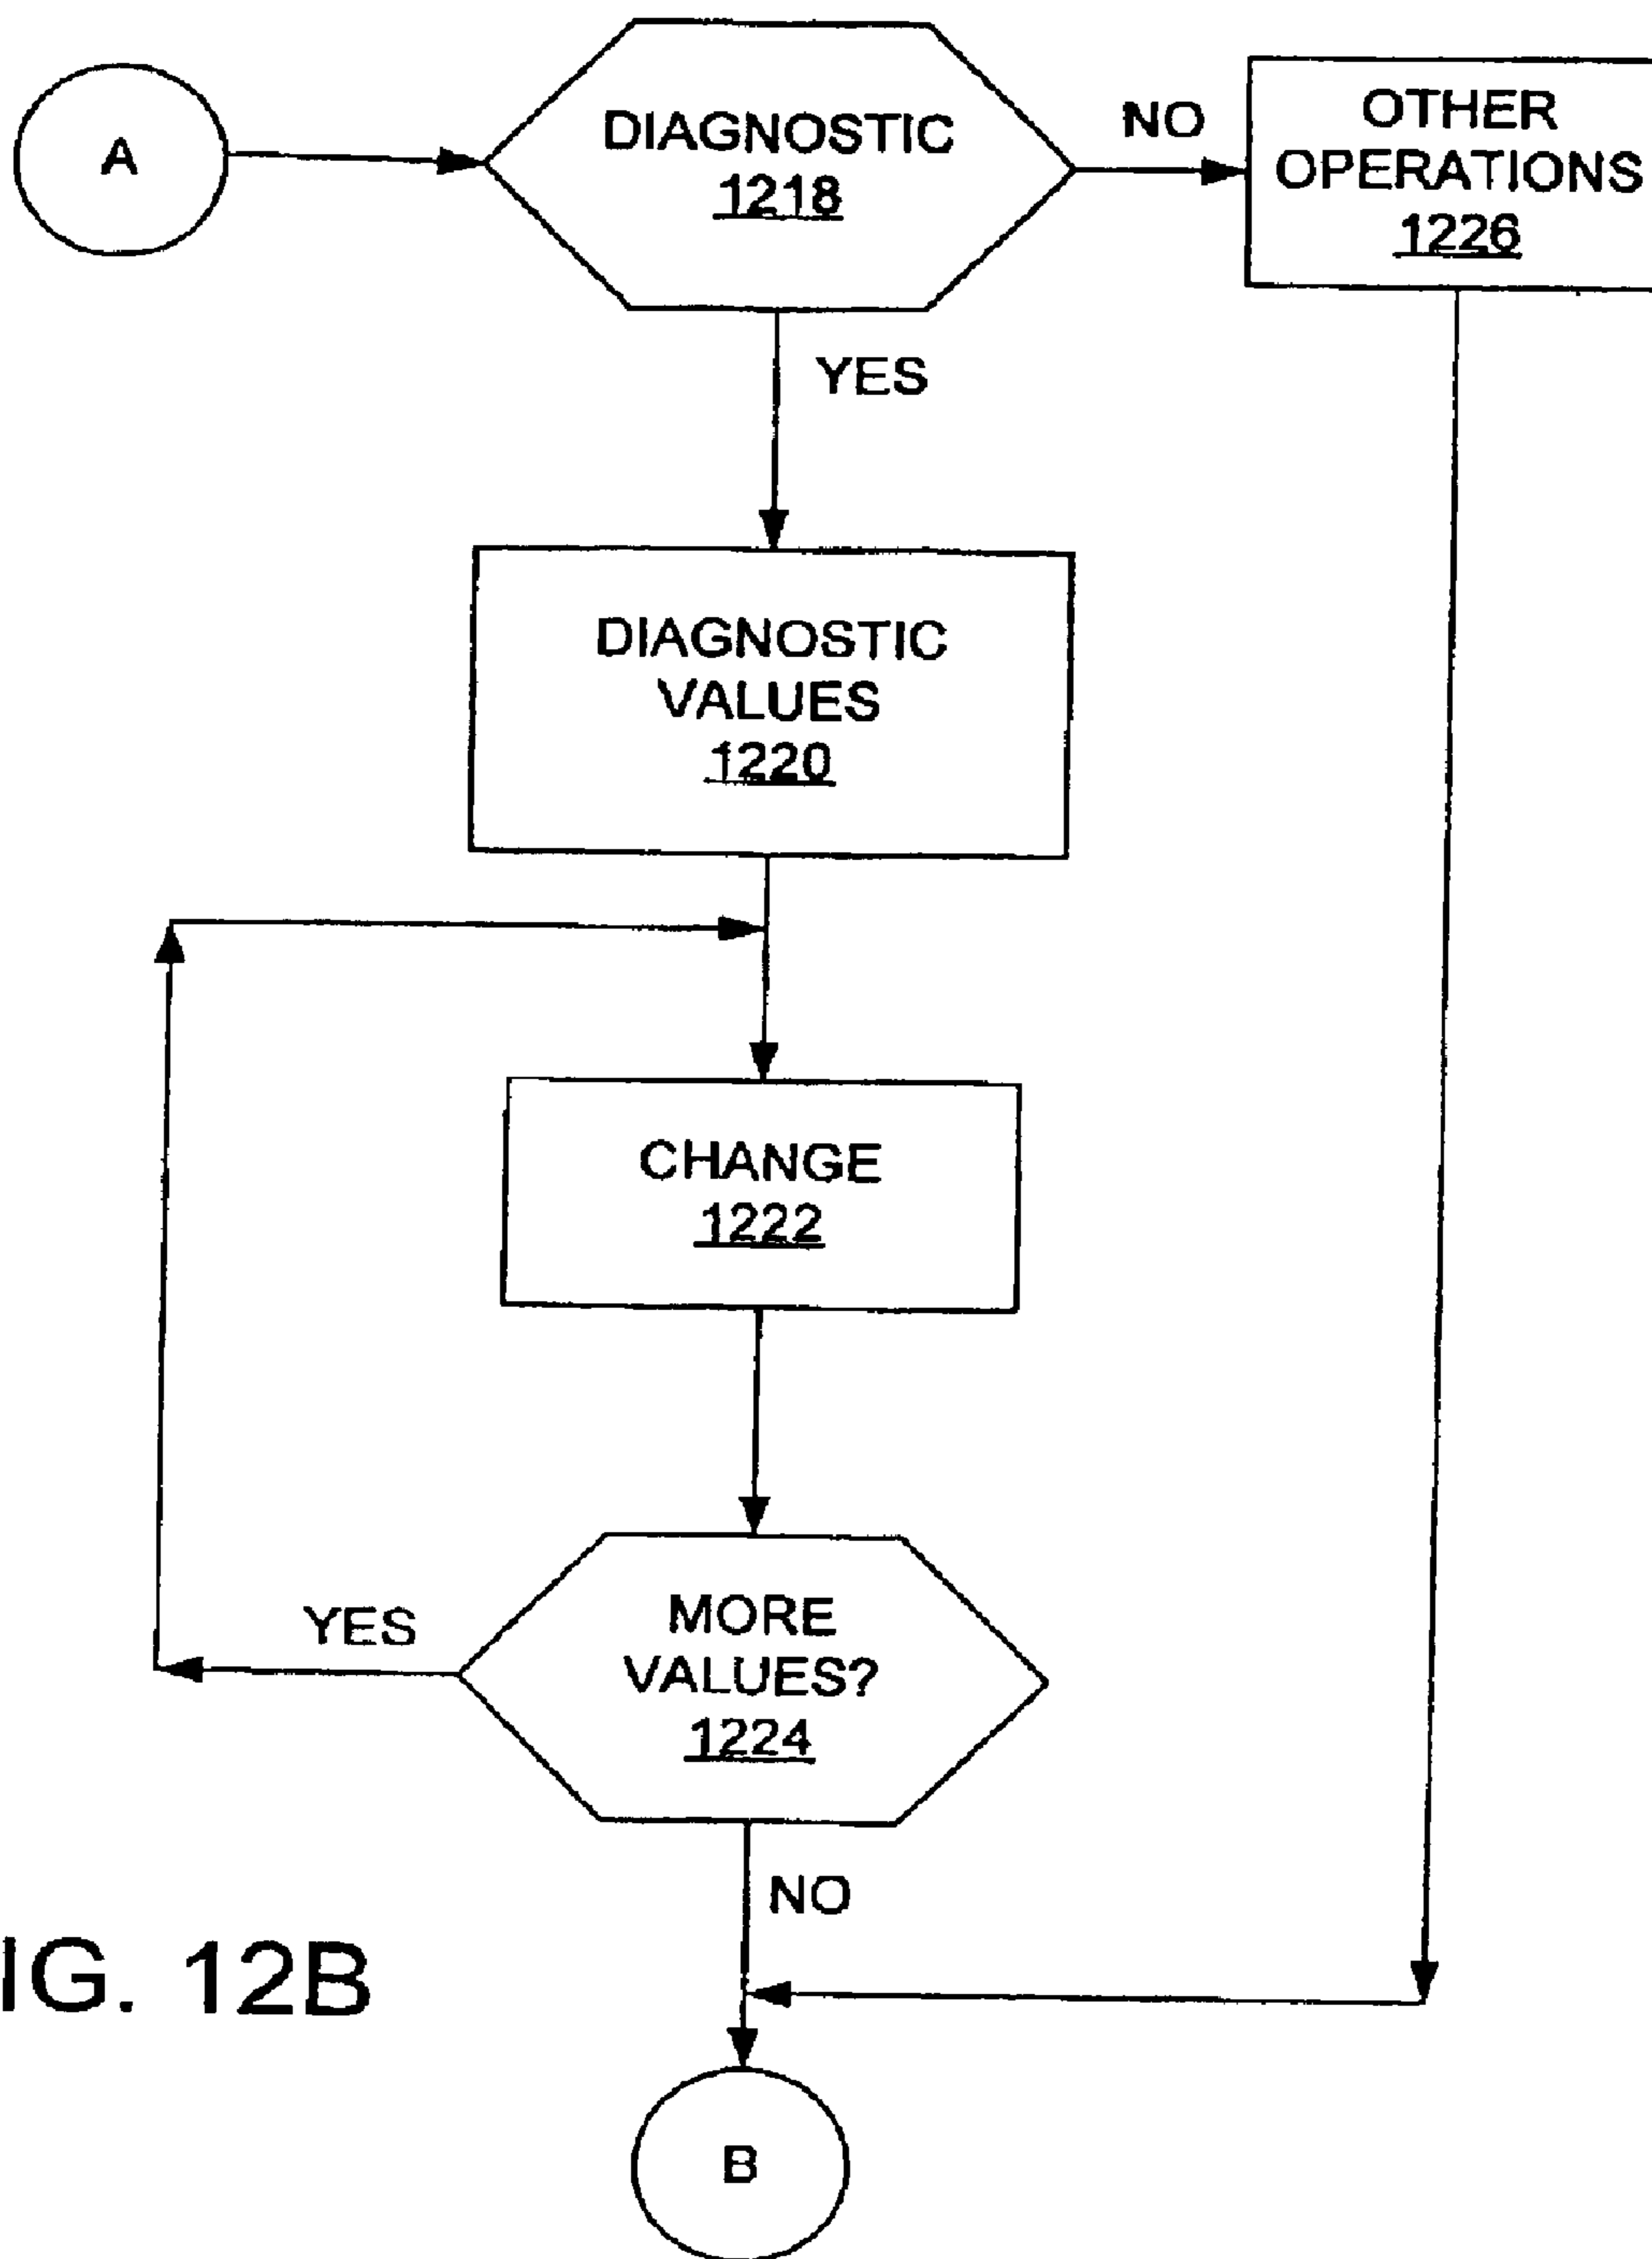 A
DIAGNOSTIC
1218
NO
OTHER
OPERATIONS
1226
YES
DIAGNOSTIC
VALUES
1220
CHANGE
1222
YES
MORE
VALUES?
1224
NO
IG. 12B
B